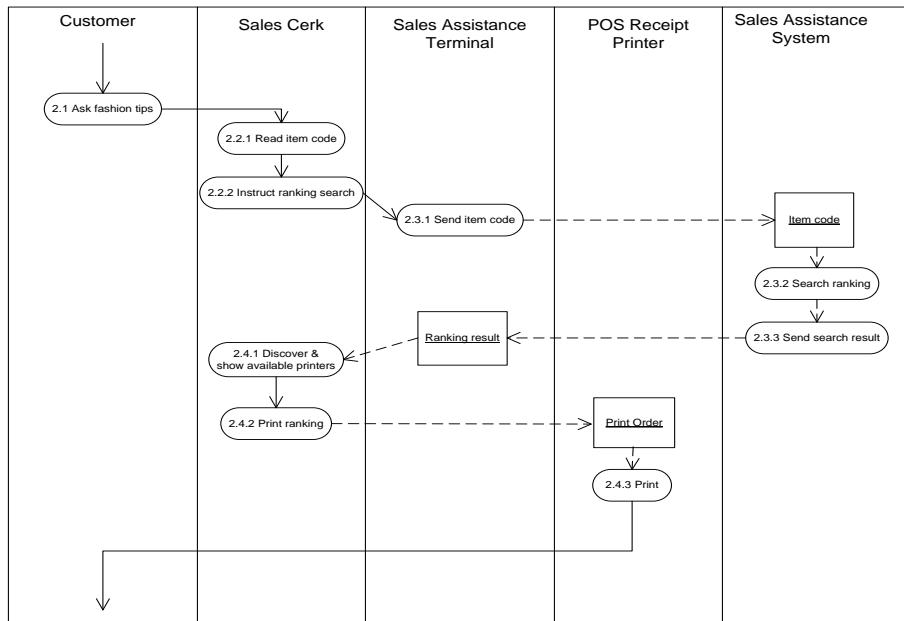 Customer
Sales Cerk
Sales Assistance
Terminal
POS Receipt
Printer
Sales Assistance
System
2.1 Ask fashion tips
2.2.1 Read item code
2.2.2 Instruct ranking search
2.3.1 Send item code
Item code
2.3.2 Search ranking
2.3.3 Send search result
Ranking result
2.4.1 Discover &
show available printers
2.4.2 Print ranking
Print Order
2.4.3 Print